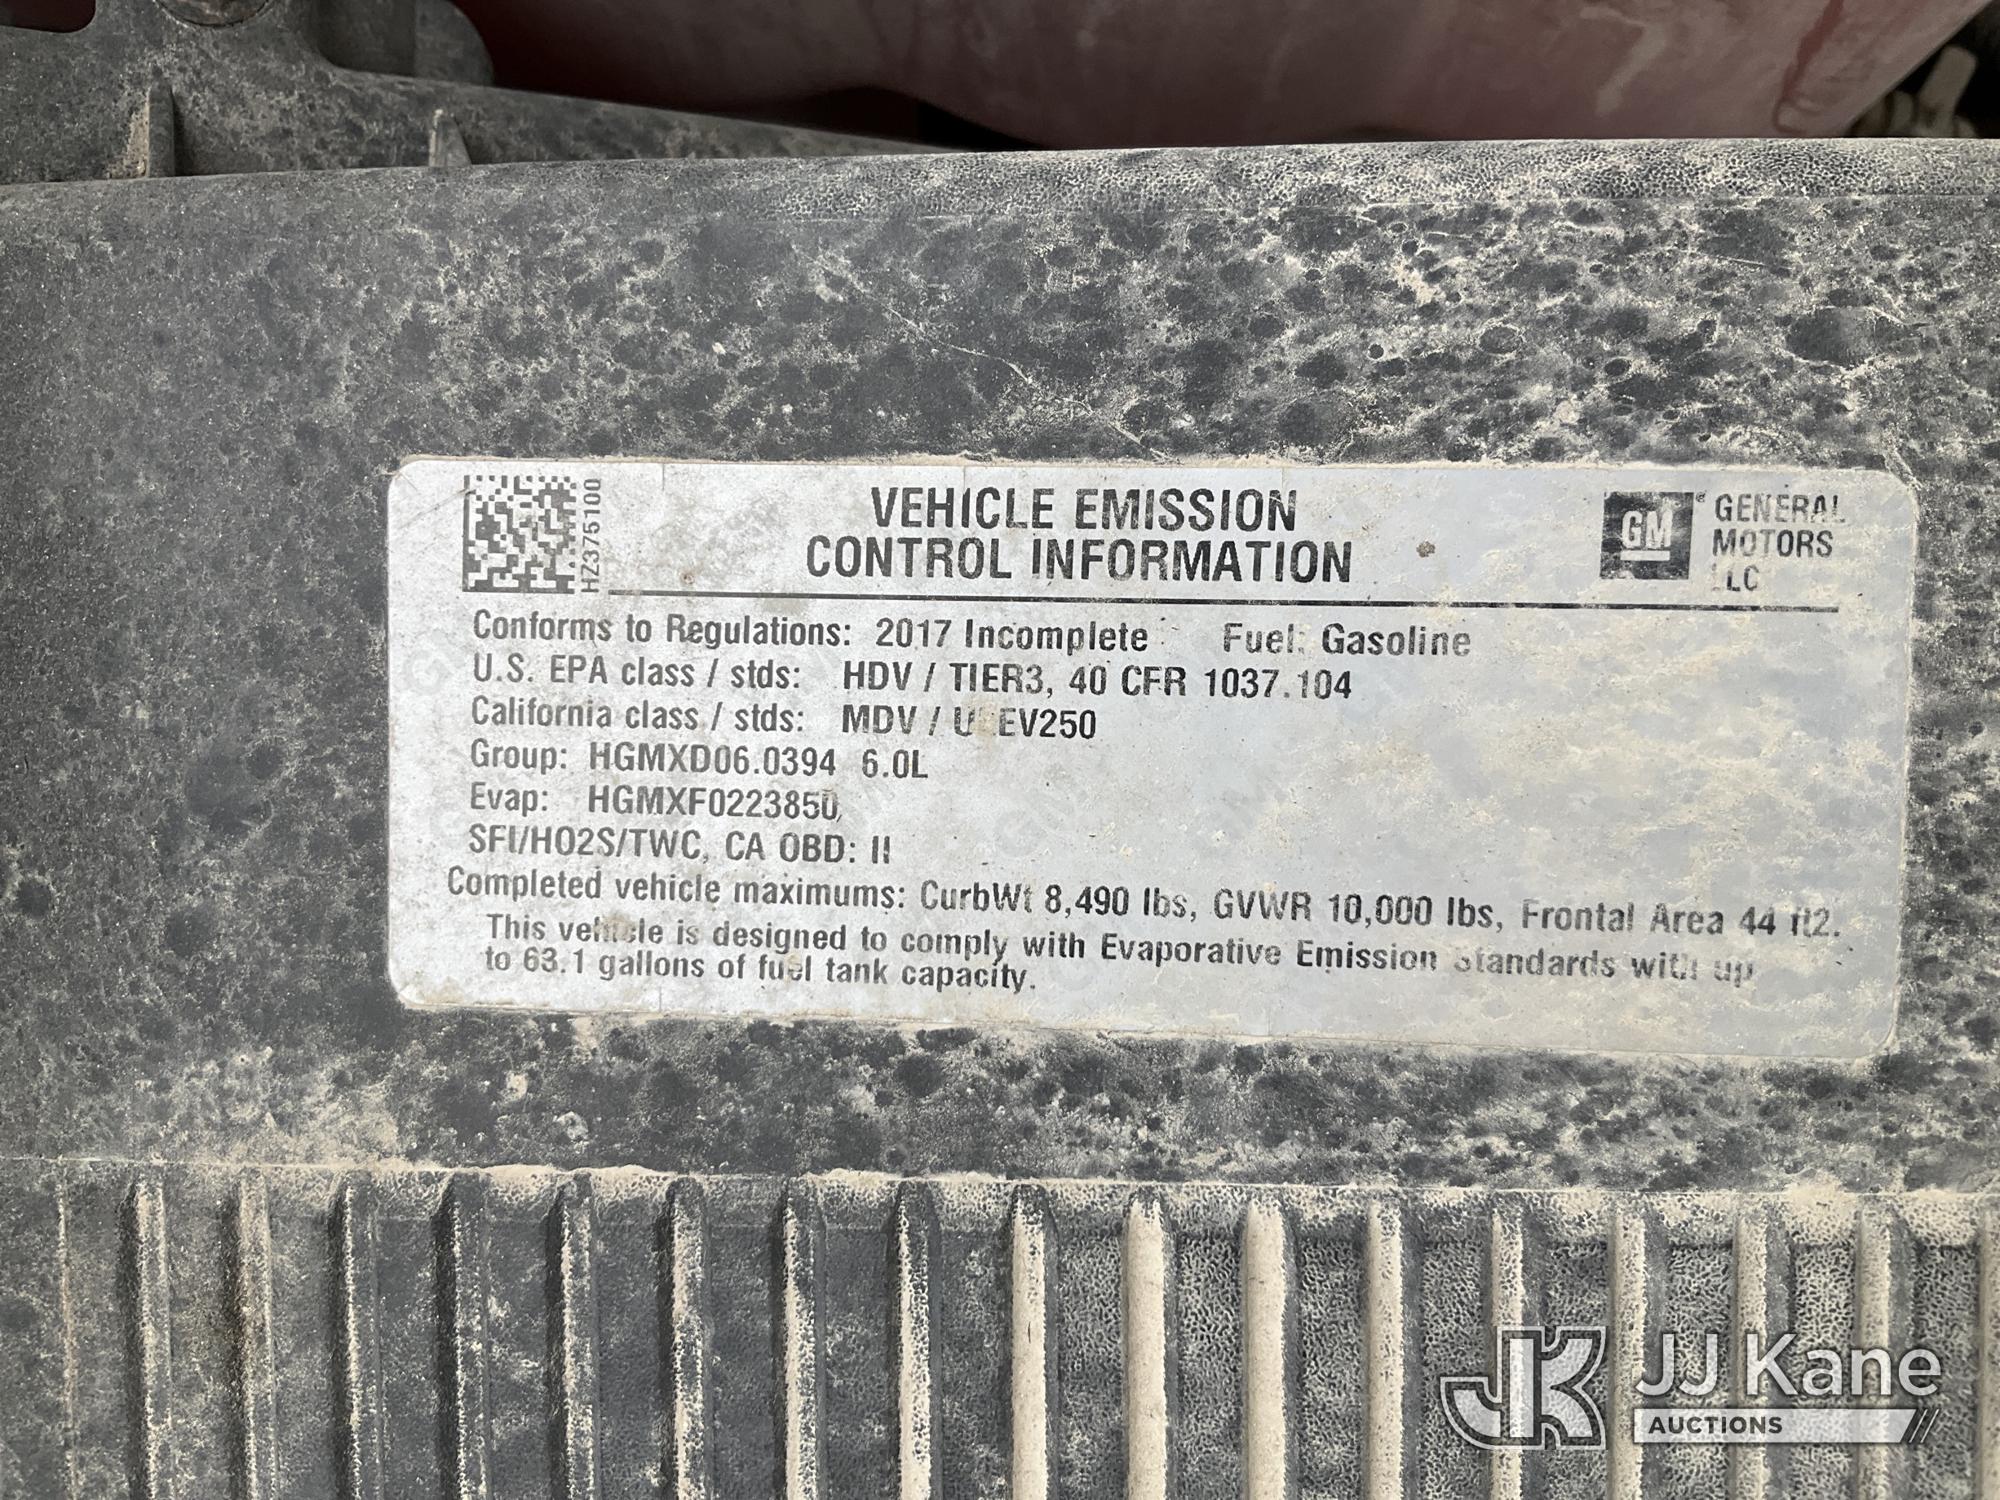 HZ375100
VEHICLE EMISSION
CONTROL INFORMATION
GM
GENERAL
MOTORS
LLC
Conforms to Regulations: 2017 Incomplete Fuel: Gasoline
U.S. EPA class / stds: HDV / TIER3, 40 CFR 1037.104
California class / stds: MDV / ULEV250
Group: HGMXD06.0394 6.0L
Evap: HGMXF0223850,
SFI/HO2S/TWC, CA OBD: II
Completed vehicle maximums: CurbWt 8,490 lbs, GVWR 10,000 lbs, Frontal Area 44 ft2.
This vehicle is designed to comply with Evaporative Emission Standards with up
to 63.1 gallons of fuel tank capacity.
JK JJ Kane
AUCTIONS